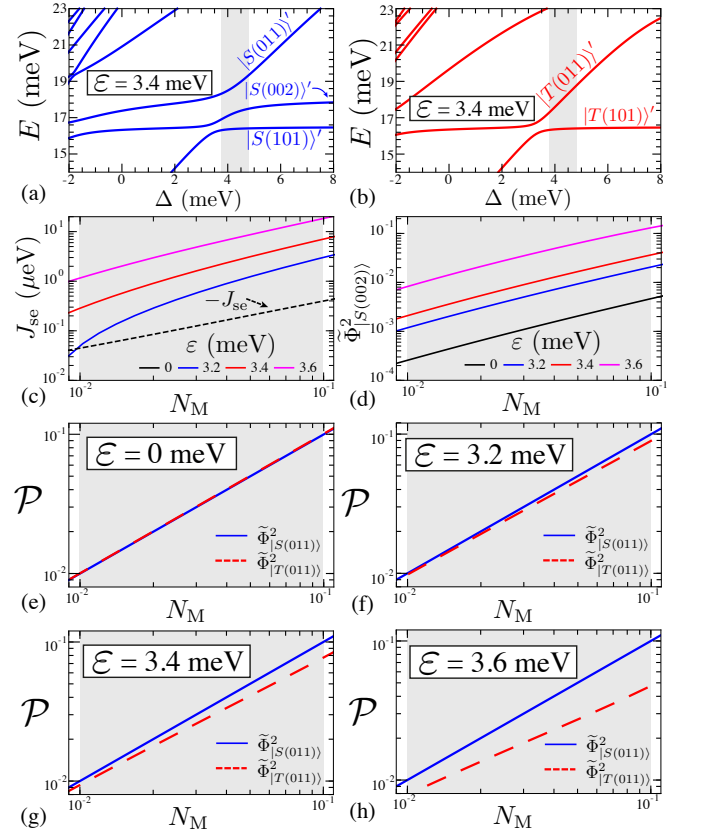 23
21
19
17
15
E (meV)
ℰ = 3.4 meV
|S(011)⟩′
|S(002)⟩′
|S(101)⟩′
-2 0 2 4 6 8
(a) Δ (meV)
23
21
19
17
15
E (meV)
ℰ = 3.4 meV
|T(011)⟩′
|T(101)⟩′
-2 0 2 4 6 8
(b) Δ (meV)
10¹
10⁰
10⁻¹
10⁻²
J_se (μeV)
−J_se
ε (meV)
0 3.2 3.4 3.6
10⁻² 10⁻¹
(c) N_M
10⁻¹
10⁻²
10⁻³
10⁻⁴
Φ̃²_|S(002)⟩
ε (meV)
0 3.2 3.4 3.6
10⁻² 10⁻¹
(d) N_M
10⁻¹
ℰ = 0 meV
𝒫
Φ̃²_|S(011)⟩
Φ̃²_|T(011)⟩
10⁻²
10⁻² 10⁻¹
(e) N_M
10⁻¹
ℰ = 3.2 meV
𝒫
Φ̃²_|S(011)⟩
Φ̃²_|T(011)⟩
10⁻²
10⁻² 10⁻¹
(f) N_M
10⁻¹
ℰ = 3.4 meV
𝒫
Φ̃²_|S(011)⟩
Φ̃²_|T(011)⟩
10⁻²
10⁻² 10⁻¹
(g) N_M
10⁻¹
ℰ = 3.6 meV
𝒫
Φ̃²_|S(011)⟩
Φ̃²_|T(011)⟩
10⁻²
10⁻² 10⁻¹
(h) N_M